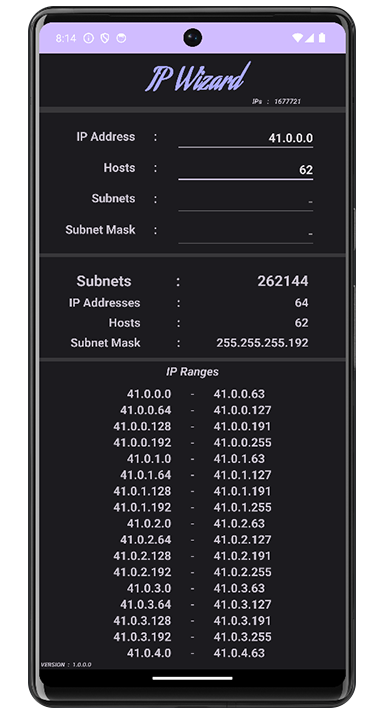 8:14
IP Wizard
IPs : 1677721
IP Address : 41.0.0.0
Hosts : 62
Subnets : -
Subnet Mask : -
Subnets : 262144
IP Addresses : 64
Hosts : 62
Subnet Mask : 255.255.255.192
IP Ranges
41.0.0.0 - 41.0.0.63
41.0.0.64 - 41.0.0.127
41.0.0.128 - 41.0.0.191
41.0.0.192 - 41.0.0.255
41.0.1.0 - 41.0.1.63
41.0.1.64 - 41.0.1.127
41.0.1.128 - 41.0.1.191
41.0.1.192 - 41.0.1.255
41.0.2.0 - 41.0.2.63
41.0.2.64 - 41.0.2.127
41.0.2.128 - 41.0.2.191
41.0.2.192 - 41.0.2.255
41.0.3.0 - 41.0.3.63
41.0.3.64 - 41.0.3.127
41.0.3.128 - 41.0.3.191
41.0.3.192 - 41.0.3.255
41.0.4.0 - 41.0.4.63
VERSION : 1.0.0.0